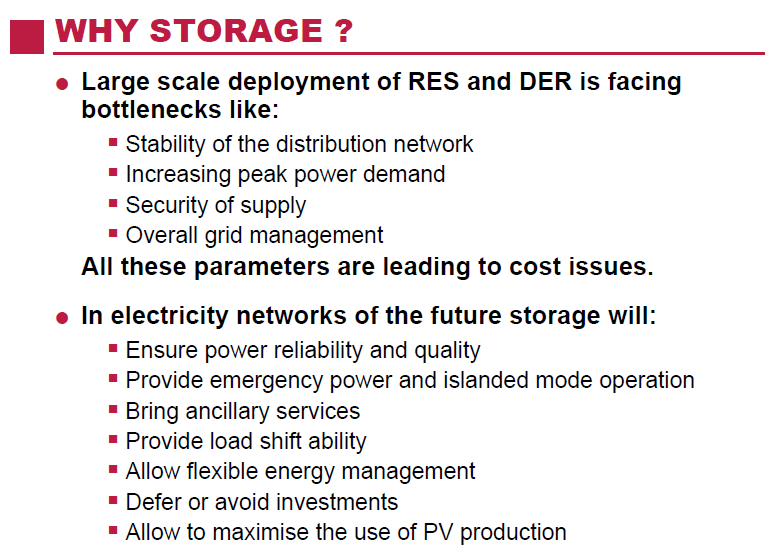 WHY STORAGE ?
Large scale deployment of RES and DER is facing
bottlenecks like:
Stability of the distribution network
Increasing peak power demand
Security of supply
Overall grid management
All these parameters are leading to cost issues.
In electricity networks of the future storage will:
Ensure power reliability and quality
Provide emergency power and islanded mode operation
Bring ancillary services
Provide load shift ability
Allow flexible energy management
Defer or avoid investments
Allow to maximise the use of PV production